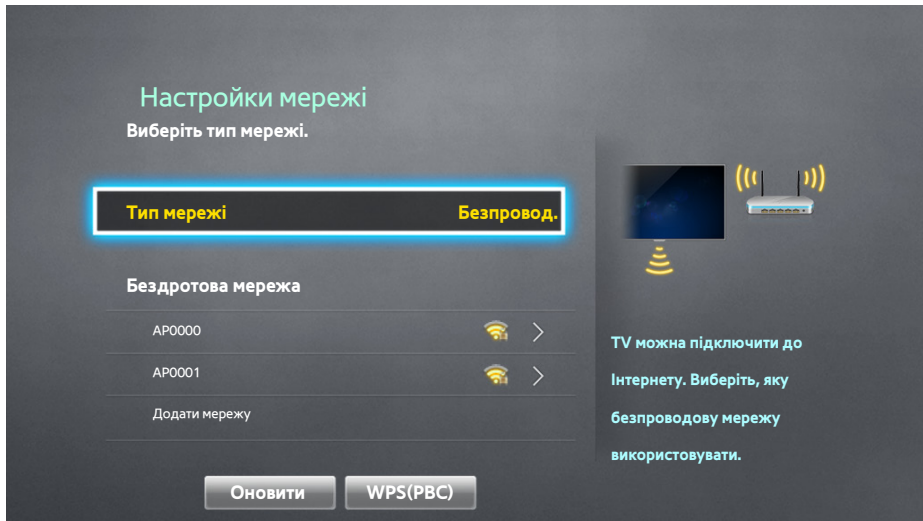 Настройки мережі
Виберіть тип мережі.
Тип мережі Безпровод.
Бездротова мережа
AP0000
AP0001
Додати мережу
TV можна підключити до
Інтернету. Виберіть, яку
безпроводову мережу
використовувати.
Оновити WPS(PBC)